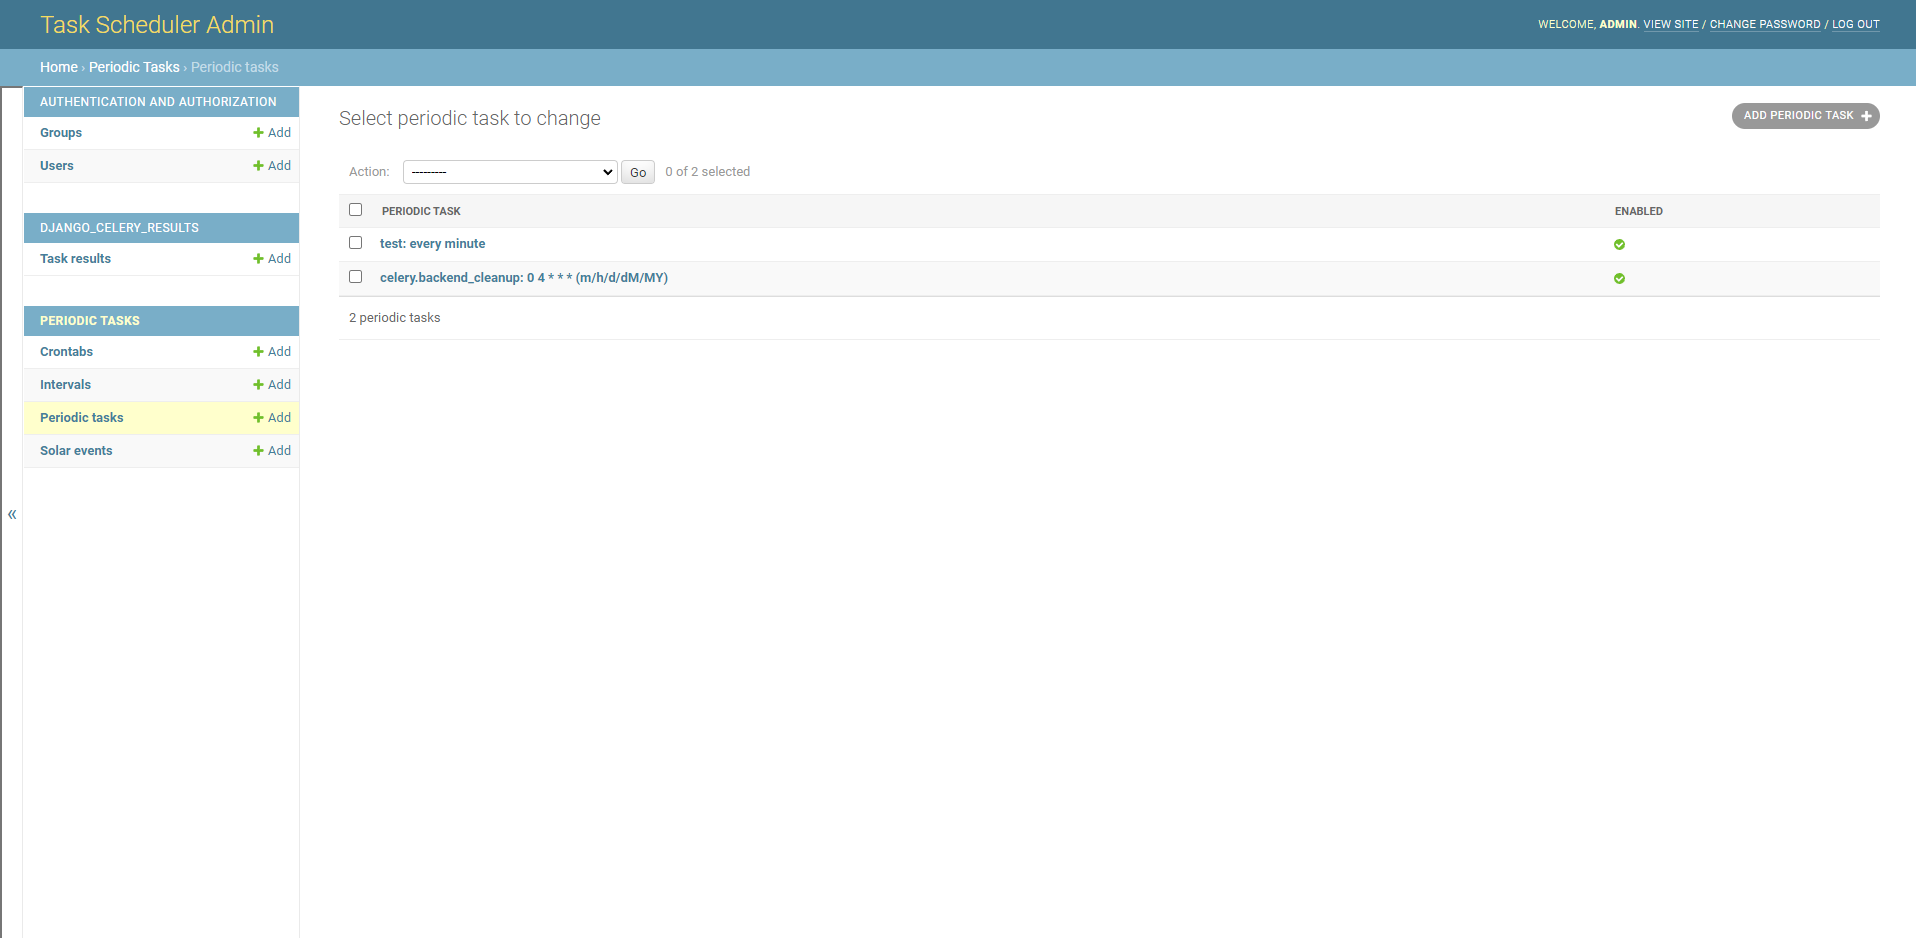 Task Scheduler Admin
WELCOME, ADMIN. VIEW SITE / CHANGE PASSWORD / LOG OUT
Home › Periodic Tasks › Periodic tasks
AUTHENTICATION AND AUTHORIZATION
Groups + Add
Users + Add
DJANGO_CELERY_RESULTS
Task results + Add
PERIODIC TASKS
Crontabs + Add
Intervals + Add
Periodic tasks + Add
Solar events + Add
«
Select periodic task to change
ADD PERIODIC TASK +
Action: --------- Go 0 of 2 selected
PERIODIC TASK ENABLED
test: every minute
celery.backend_cleanup: 0 4 * * * (m/h/d/dM/MY)
2 periodic tasks